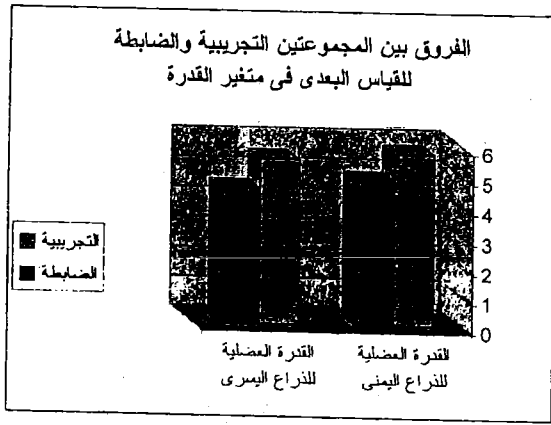 الفروق بين المجموعتين التجريبية والضابطة
للقياس البعدى فى متغير القدرة
6
5
4
3
2
1
0
التجريبية
الضابطة
القدرة العضلية
للذراع اليمنى
القدرة العضلية
للذراع اليسرى